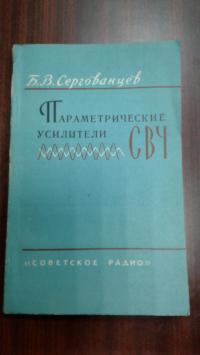 Б.В. Сергованцев
ПАРАМЕТРИЧЕСКИЕ
УСИЛИТЕЛИ
СВЧ
«СОВЕТСКОЕ РАДИО»